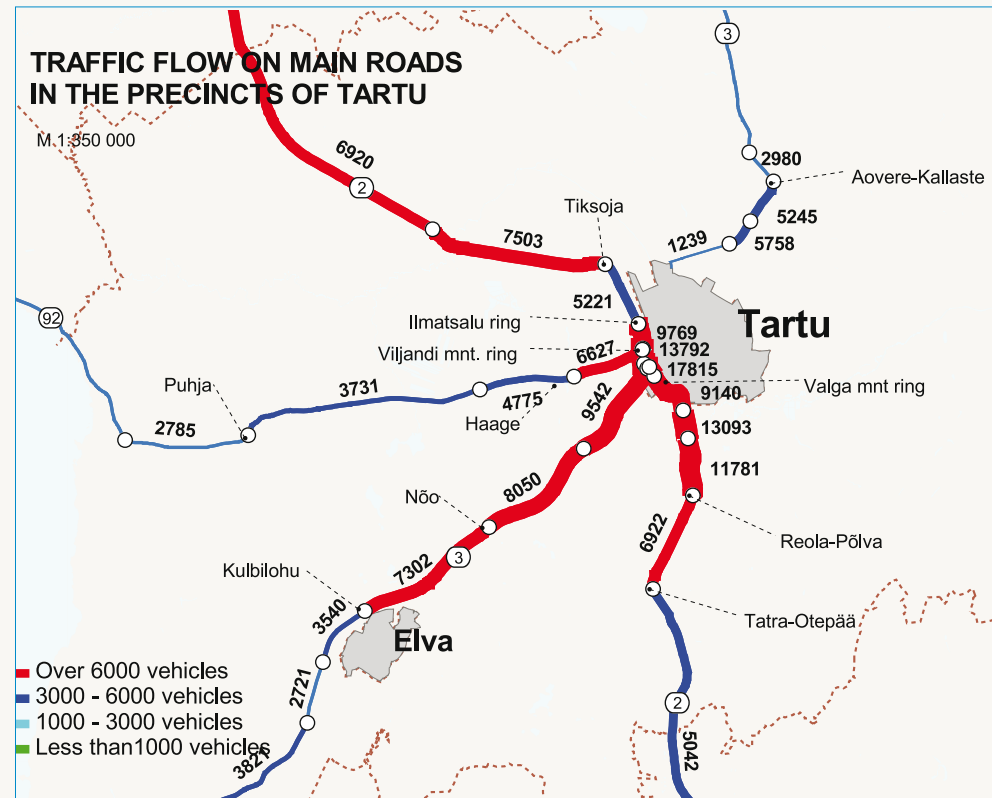 TRAFFIC FLOW ON MAIN ROADS
IN THE PRECINCTS OF TARTU
M.1:350 000
3
2980
Aovere-Kallaste
6920
2
5245
Tiksoja
7503
1239
5758
5221
92
Ilmatsalu ring
9769
Tartu
Viljandi mnt. ring
6627
13792
17815
Puhja
3731
4775
Haage
9542
9140
Valga mnt ring
2785
13093
8050
11781
Nõo
6922
Reola-Põlva
7302
3
Kulbilohu
3540
Elva
Tatra-Otepää
2721
2
5042
3821
Over 6000 vehicles
3000 - 6000 vehicles
1000 - 3000 vehicles
Less than1000 vehicles